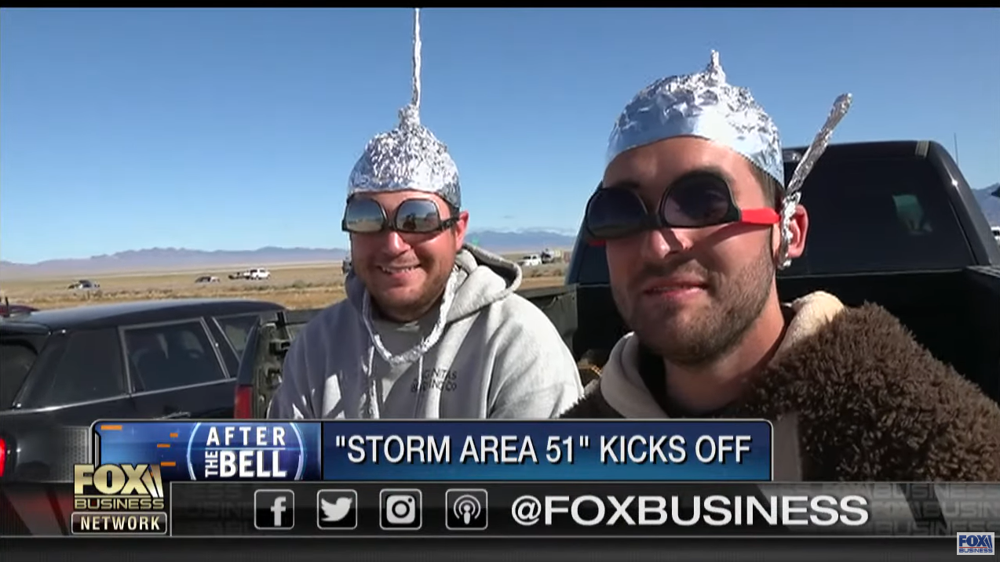 "STORM AREA 51" KICKS OFF
AFTER
THE BELL
FOX
BUSINESS
NETWORK
@FOXBUSINESS
FOX
BUSINESS